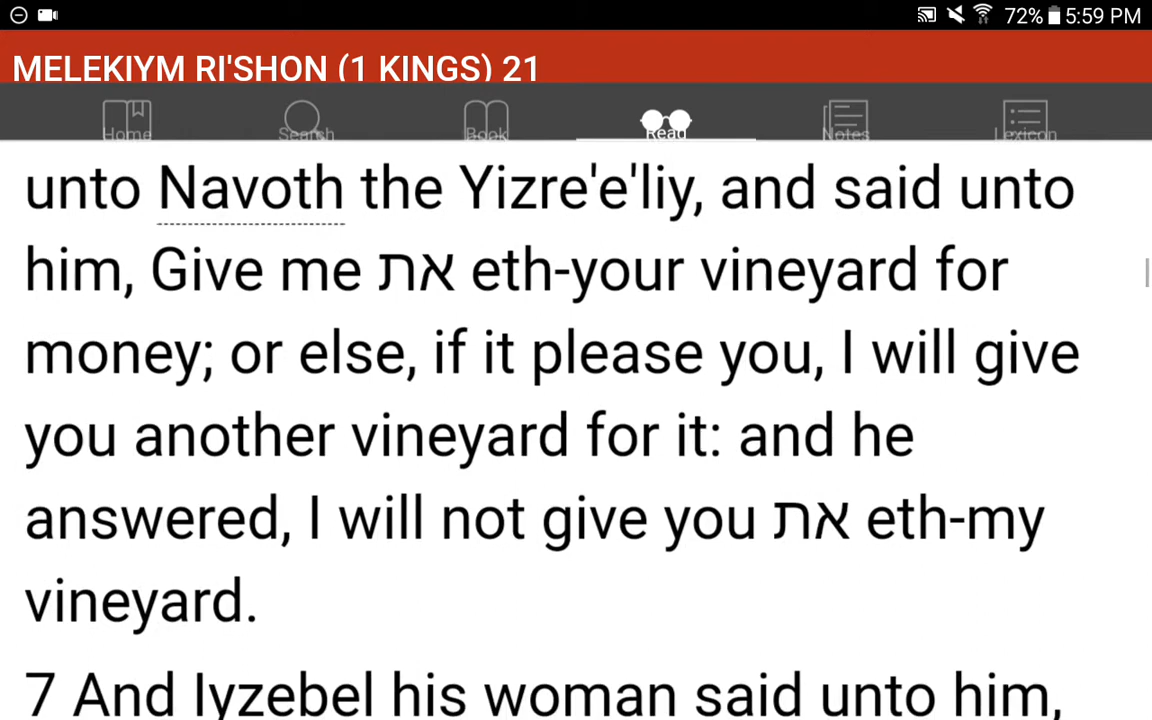 72% 5:59 PM
MELEKIYM RI'SHON (1 KINGS) 21
Home Search Book Read Notes Lexicon
unto Navoth the Yizre'e'liy, and said unto
him, Give me את eth-your vineyard for
money; or else, if it please you, I will give
you another vineyard for it: and he
answered, I will not give you את eth-my
vineyard.
7 And Iyzebel his woman said unto him,